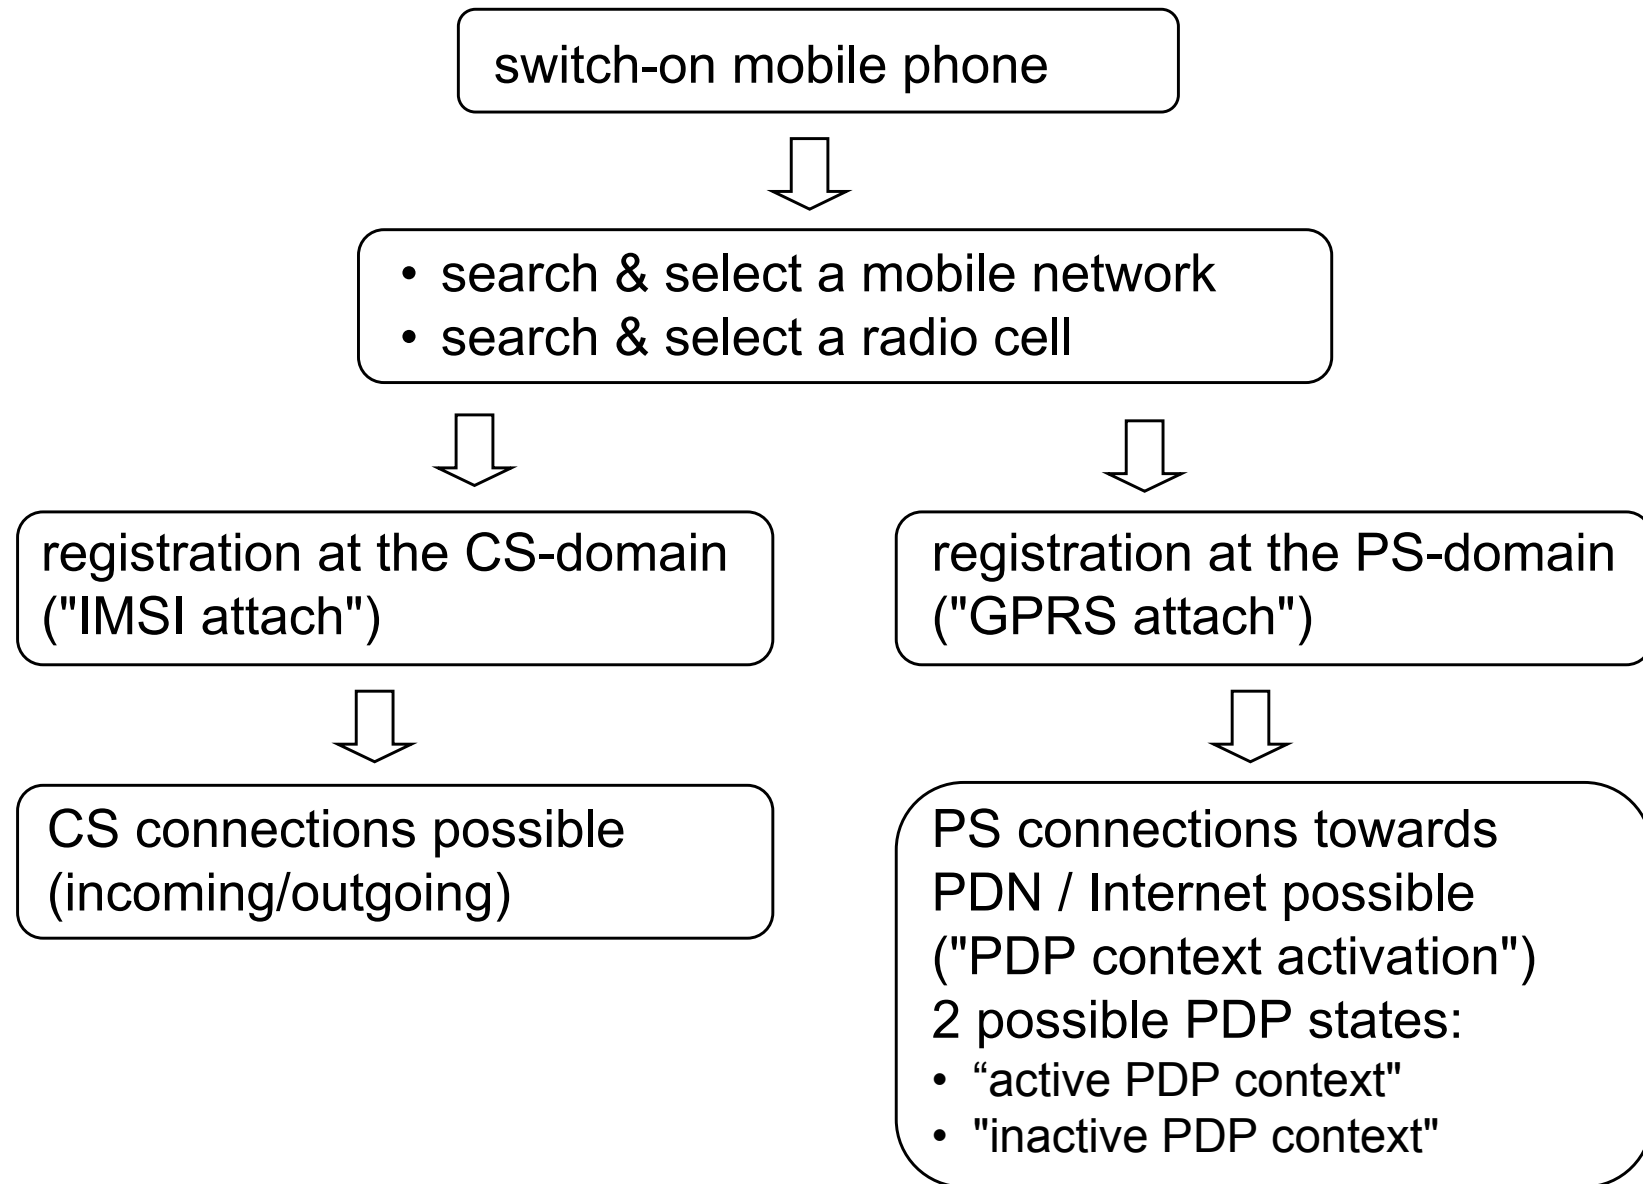 switch-on mobile phone
• search & select a mobile network
• search & select a radio cell
registration at the CS-domain
("IMSI attach")
registration at the PS-domain
("GPRS attach")
CS connections possible
(incoming/outgoing)
PS connections towards
PDN / Internet possible
("PDP context activation")
2 possible PDP states:
• “active PDP context"
• "inactive PDP context"